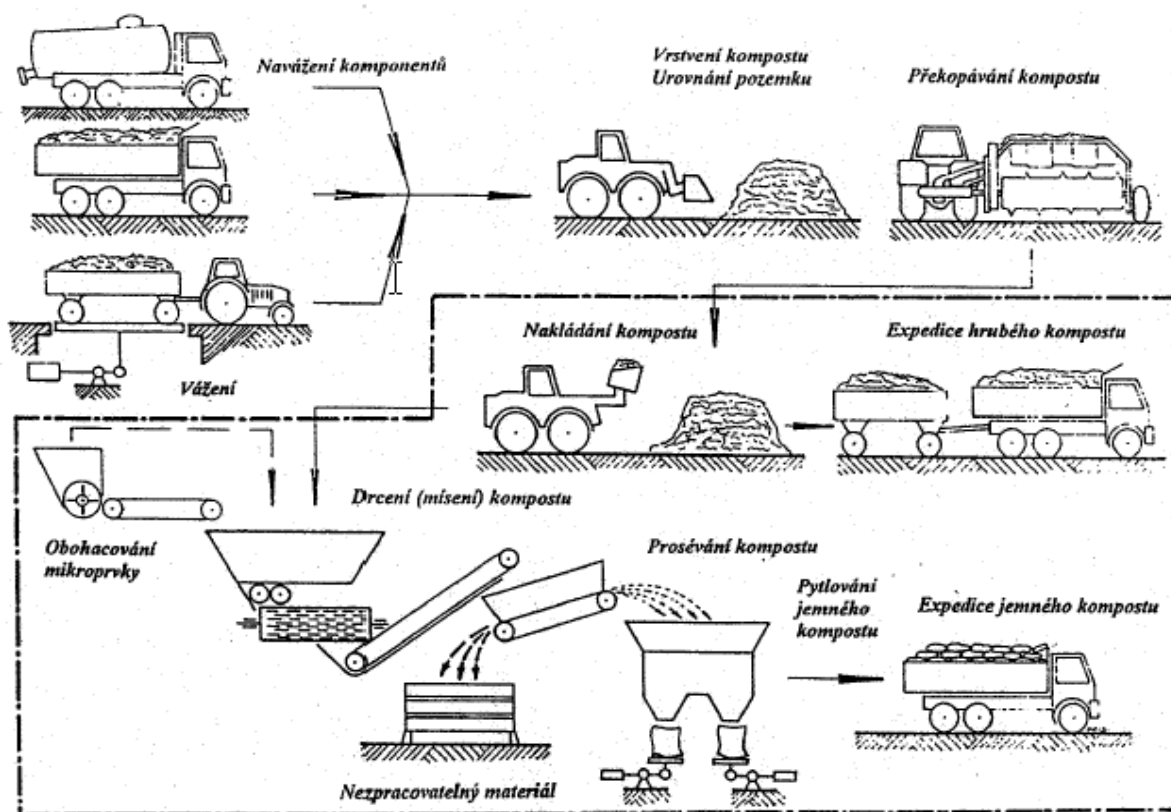 Navážení komponentů
Vrstvení kompostu
Urovnání pozemku
Překopávání kompostu
Vážení
Nakládání kompostu
Expedice hrubého kompostu
Obohacování
mikroprvky
Drcení (mísení) kompostu
Prosévání kompostu
Pytlování
jemného
kompostu
Expedice jemného kompostu
Nezpracovatelný materiál